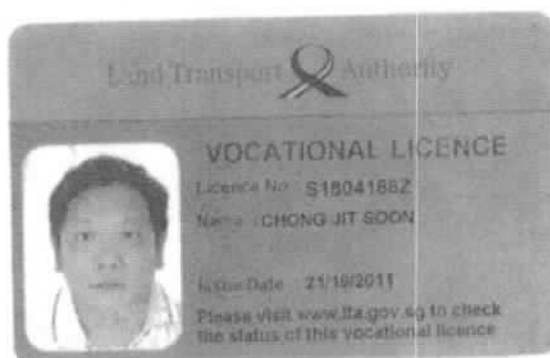 Land Transport Authority
VOCATIONAL LICENCE
Licence No : S1804188Z
Name : CHONG JIT SOON
Issue Date : 21/10/2011
Please visit www.lta.gov.sg to check
the status of this vocational licence